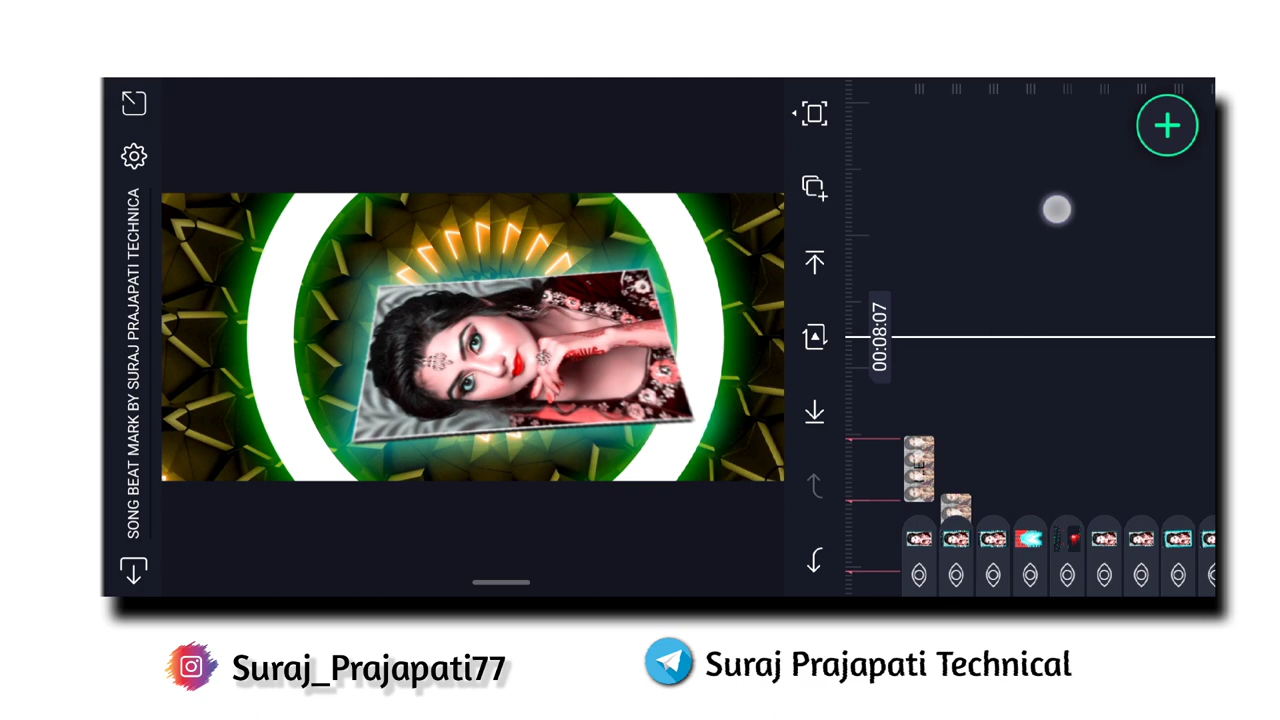 SONG BEAT MARK BY SURAJ PRAJAPATI TECHNICA
00:08:07
Suraj_Prajapati77
Suraj Prajapati Technical